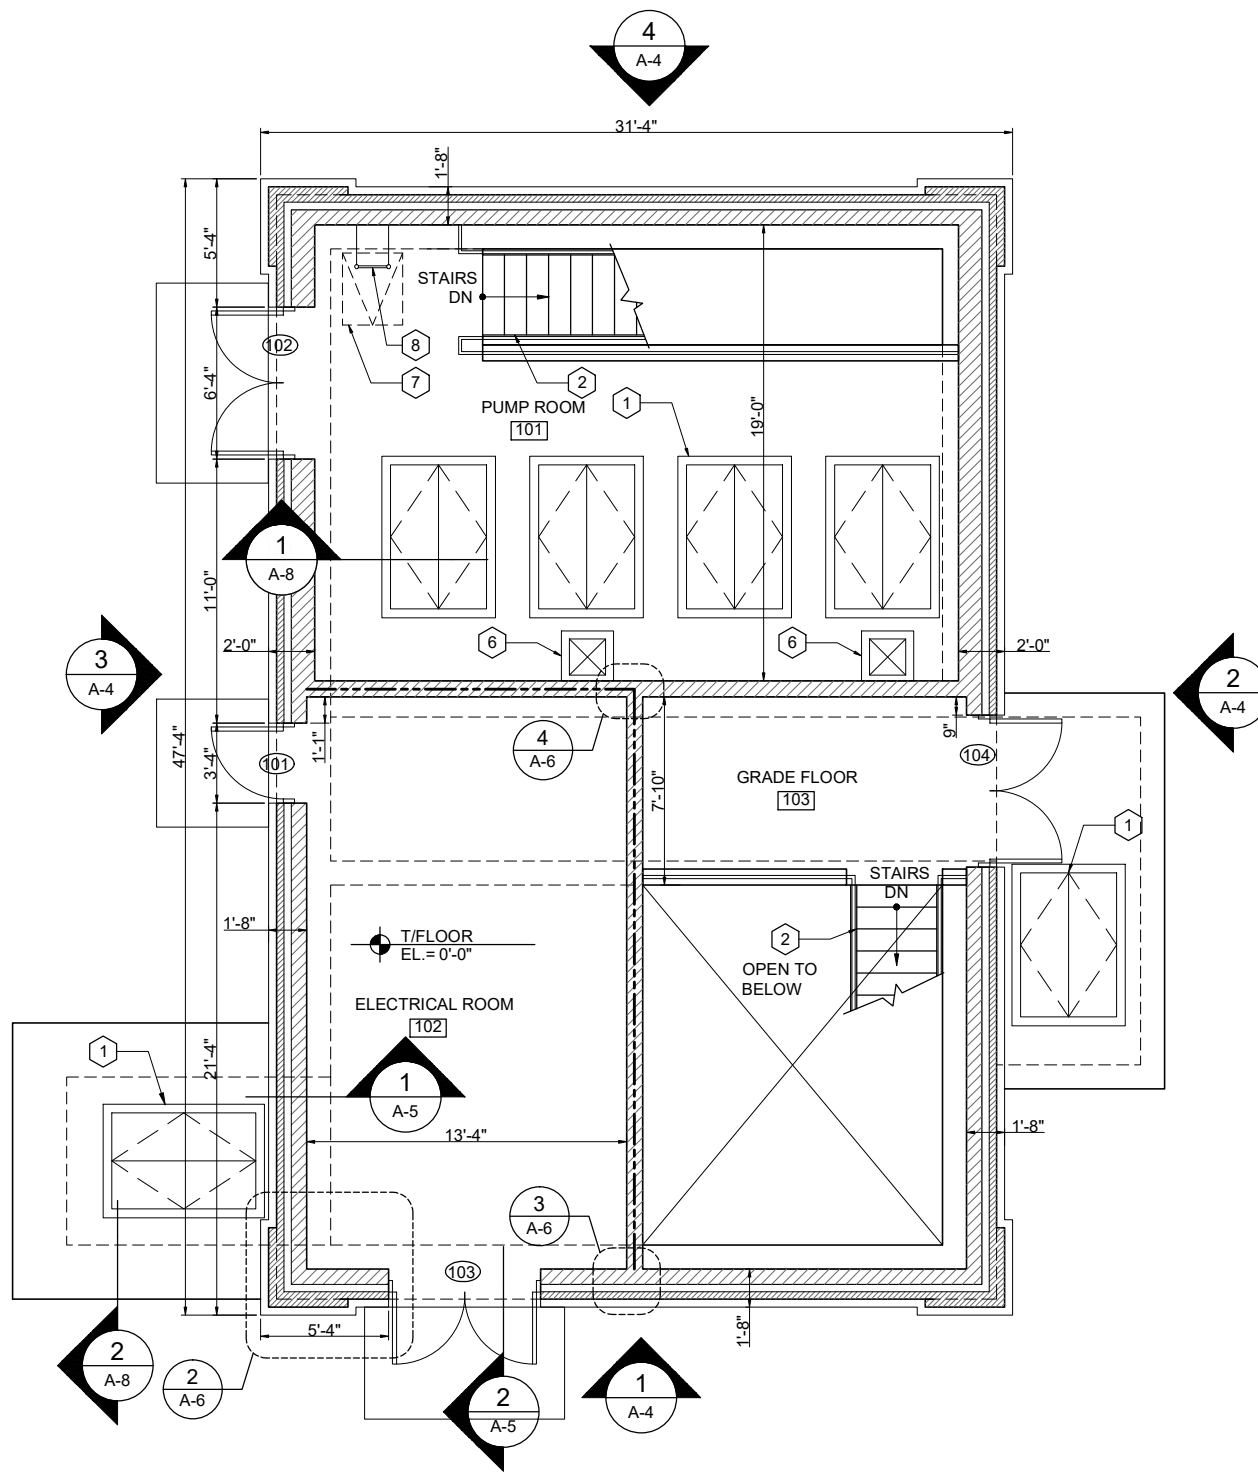 4
A-4
31'-4"
1'-8"
5'-4"
STAIRS
DN
102
8
6'-4"
7
2
1
PUMP ROOM
101
19'-0"
1
A-8
11'-0"
6
6
2'-0"
2'-0"
3
A-4
2
A-4
47'-4"
3'-4"
101
1'-1"
4
A-6
7'-10"
9"
104
GRADE FLOOR
103
1
STAIRS
DN
1'-8"
T/FLOOR
EL.= 0'-0"
2
OPEN TO
BELOW
ELECTRICAL ROOM
102
1
21'-4"
1
A-5
13'-4"
1'-8"
3
A-6
103
5'-4"
1'-8"
2
A-8
2
A-6
2
A-5
1
A-4